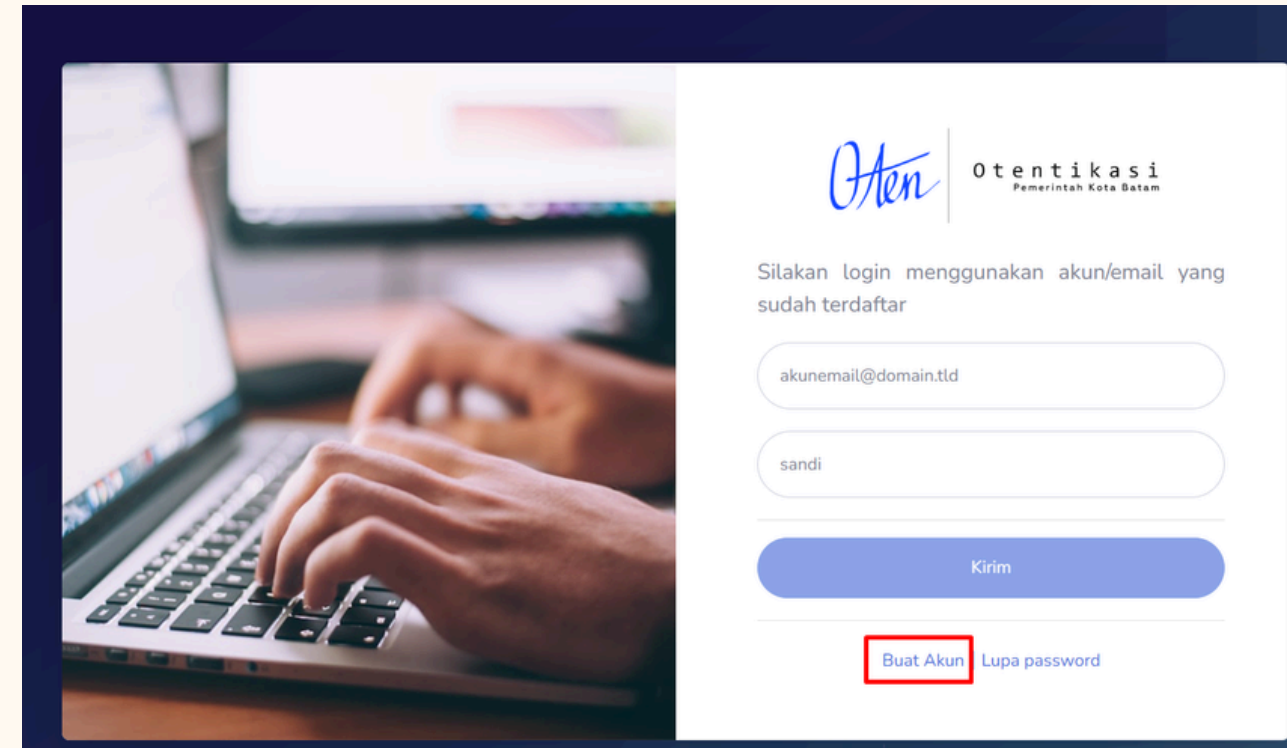 Oten
Otentikasi
Pemerintah Kota Batam
Silakan login menggunakan akun/email yang
sudah terdaftar
akunemail@domain.tld
sandi
Kirim
Buat Akun | Lupa password